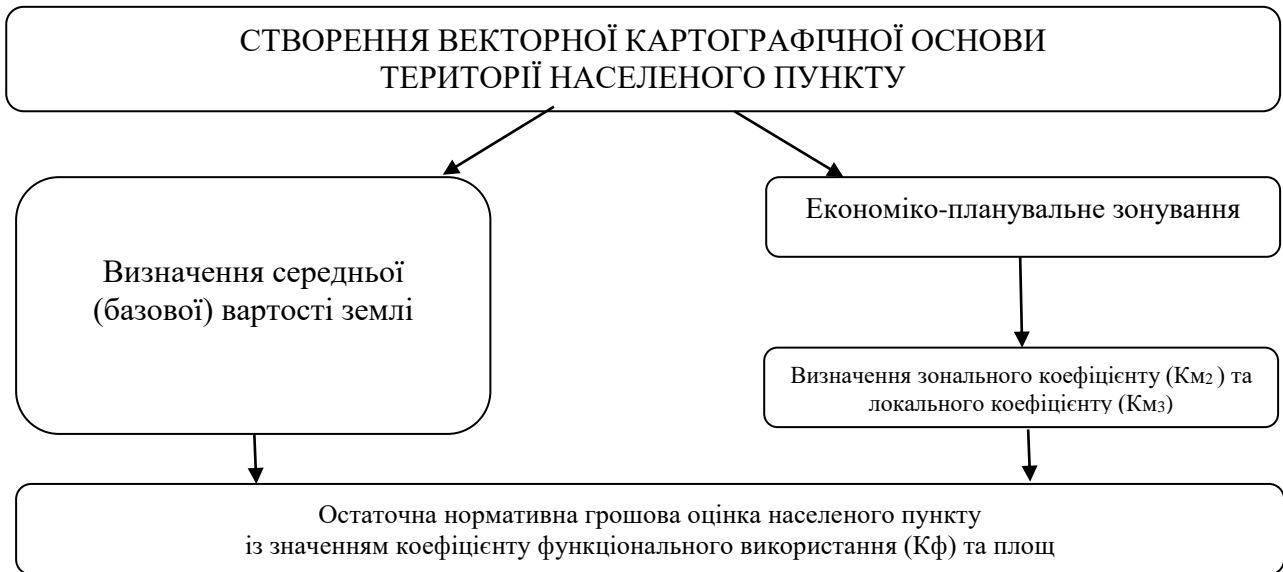 СТВОРЕННЯ ВЕКТОРНОЇ КАРТОГРАФІЧНОЇ ОСНОВИ
ТЕРИТОРІЇ НАСЕЛЕНОГО ПУНКТУ
Визначення середньої
(базової) вартості землі
Економіко-планувальне зонування
Визначення зонального коефіцієнту (Км₂ ) та
локального коефіцієнту (Км₃)
Остаточна нормативна грошова оцінка населеного пункту
із значенням коефіцієнту функціонального використання (Кф) та площ